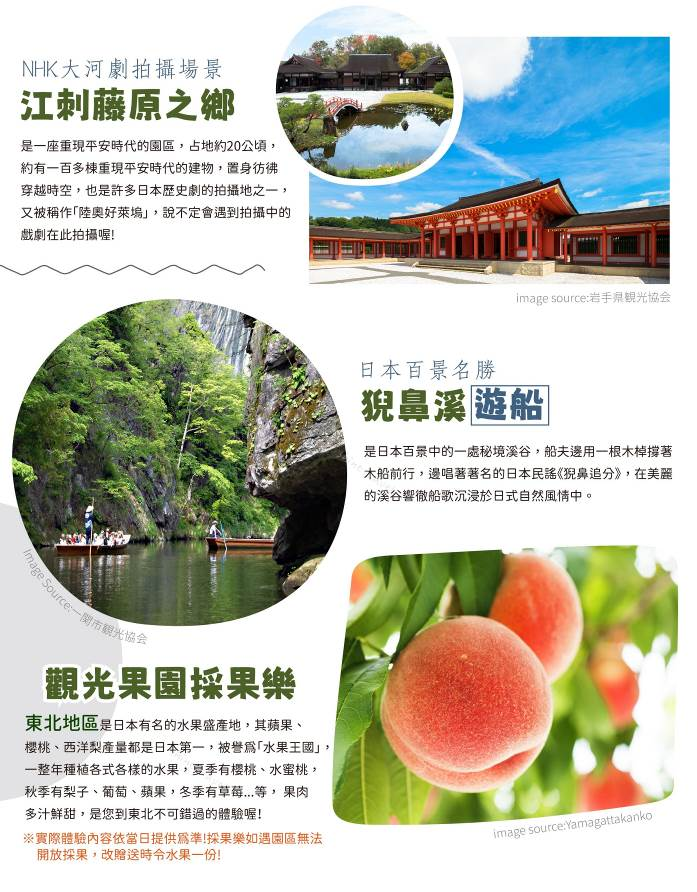 NHK大河劇拍攝場景
江刺藤原之鄉
是一座重現平安時代的園區，占地約20公頃，
約有一百多棟重現平安時代的建物，置身彷彿
穿越時空，也是許多日本歷史劇的拍攝地之一，
又被稱作「陸奧好萊塢」，說不定會遇到拍攝中的
戲劇在此拍攝喔!
image source:岩手県観光協会
日本百景名勝
猊鼻溪遊船
是日本百景中的一處秘境溪谷，船夫邊用一根木棹撐著
木船前行，邊唱著著名的日本民謠《猊鼻追分》，在美麗
的溪谷響徹船歌沉浸於日式自然風情中。
Image Source:一関市観光協会
觀光果園採果樂
東北地區是日本有名的水果盛產地，其蘋果、
櫻桃、西洋梨產量都是日本第一，被譽爲「水果王國」，
一整年種植各式各樣的水果，夏季有櫻桃、水蜜桃，
秋季有梨子、葡萄、蘋果，冬季有草莓...等， 果肉
多汁鮮甜，是您到東北不可錯過的體驗喔!
※實際體驗內容依當日提供爲準!採果樂如遇園區無法
開放採果，改贈送時令水果一份!
image source:Yamagattakanko